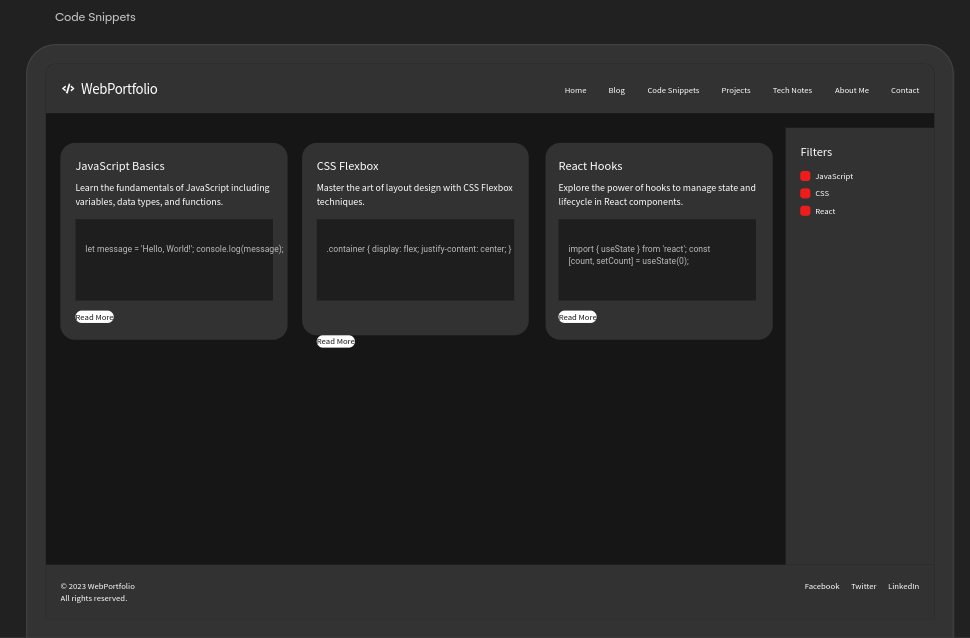 Code Snippets
WebPortfolio
Home Blog Code Snippets Projects Tech Notes About Me Contact
JavaScript Basics
Learn the fundamentals of JavaScript including
variables, data types, and functions.
let message = 'Hello, World!'; console.log(message);
Read More
CSS Flexbox
Master the art of layout design with CSS Flexbox
techniques.
.container { display: flex; justify-content: center; }
Read More
React Hooks
Explore the power of hooks to manage state and
lifecycle in React components.
import { useState } from 'react'; const
[count, setCount] = useState(0);
Read More
Filters
JavaScript
CSS
React
© 2023 WebPortfolio
All rights reserved.
Facebook Twitter LinkedIn